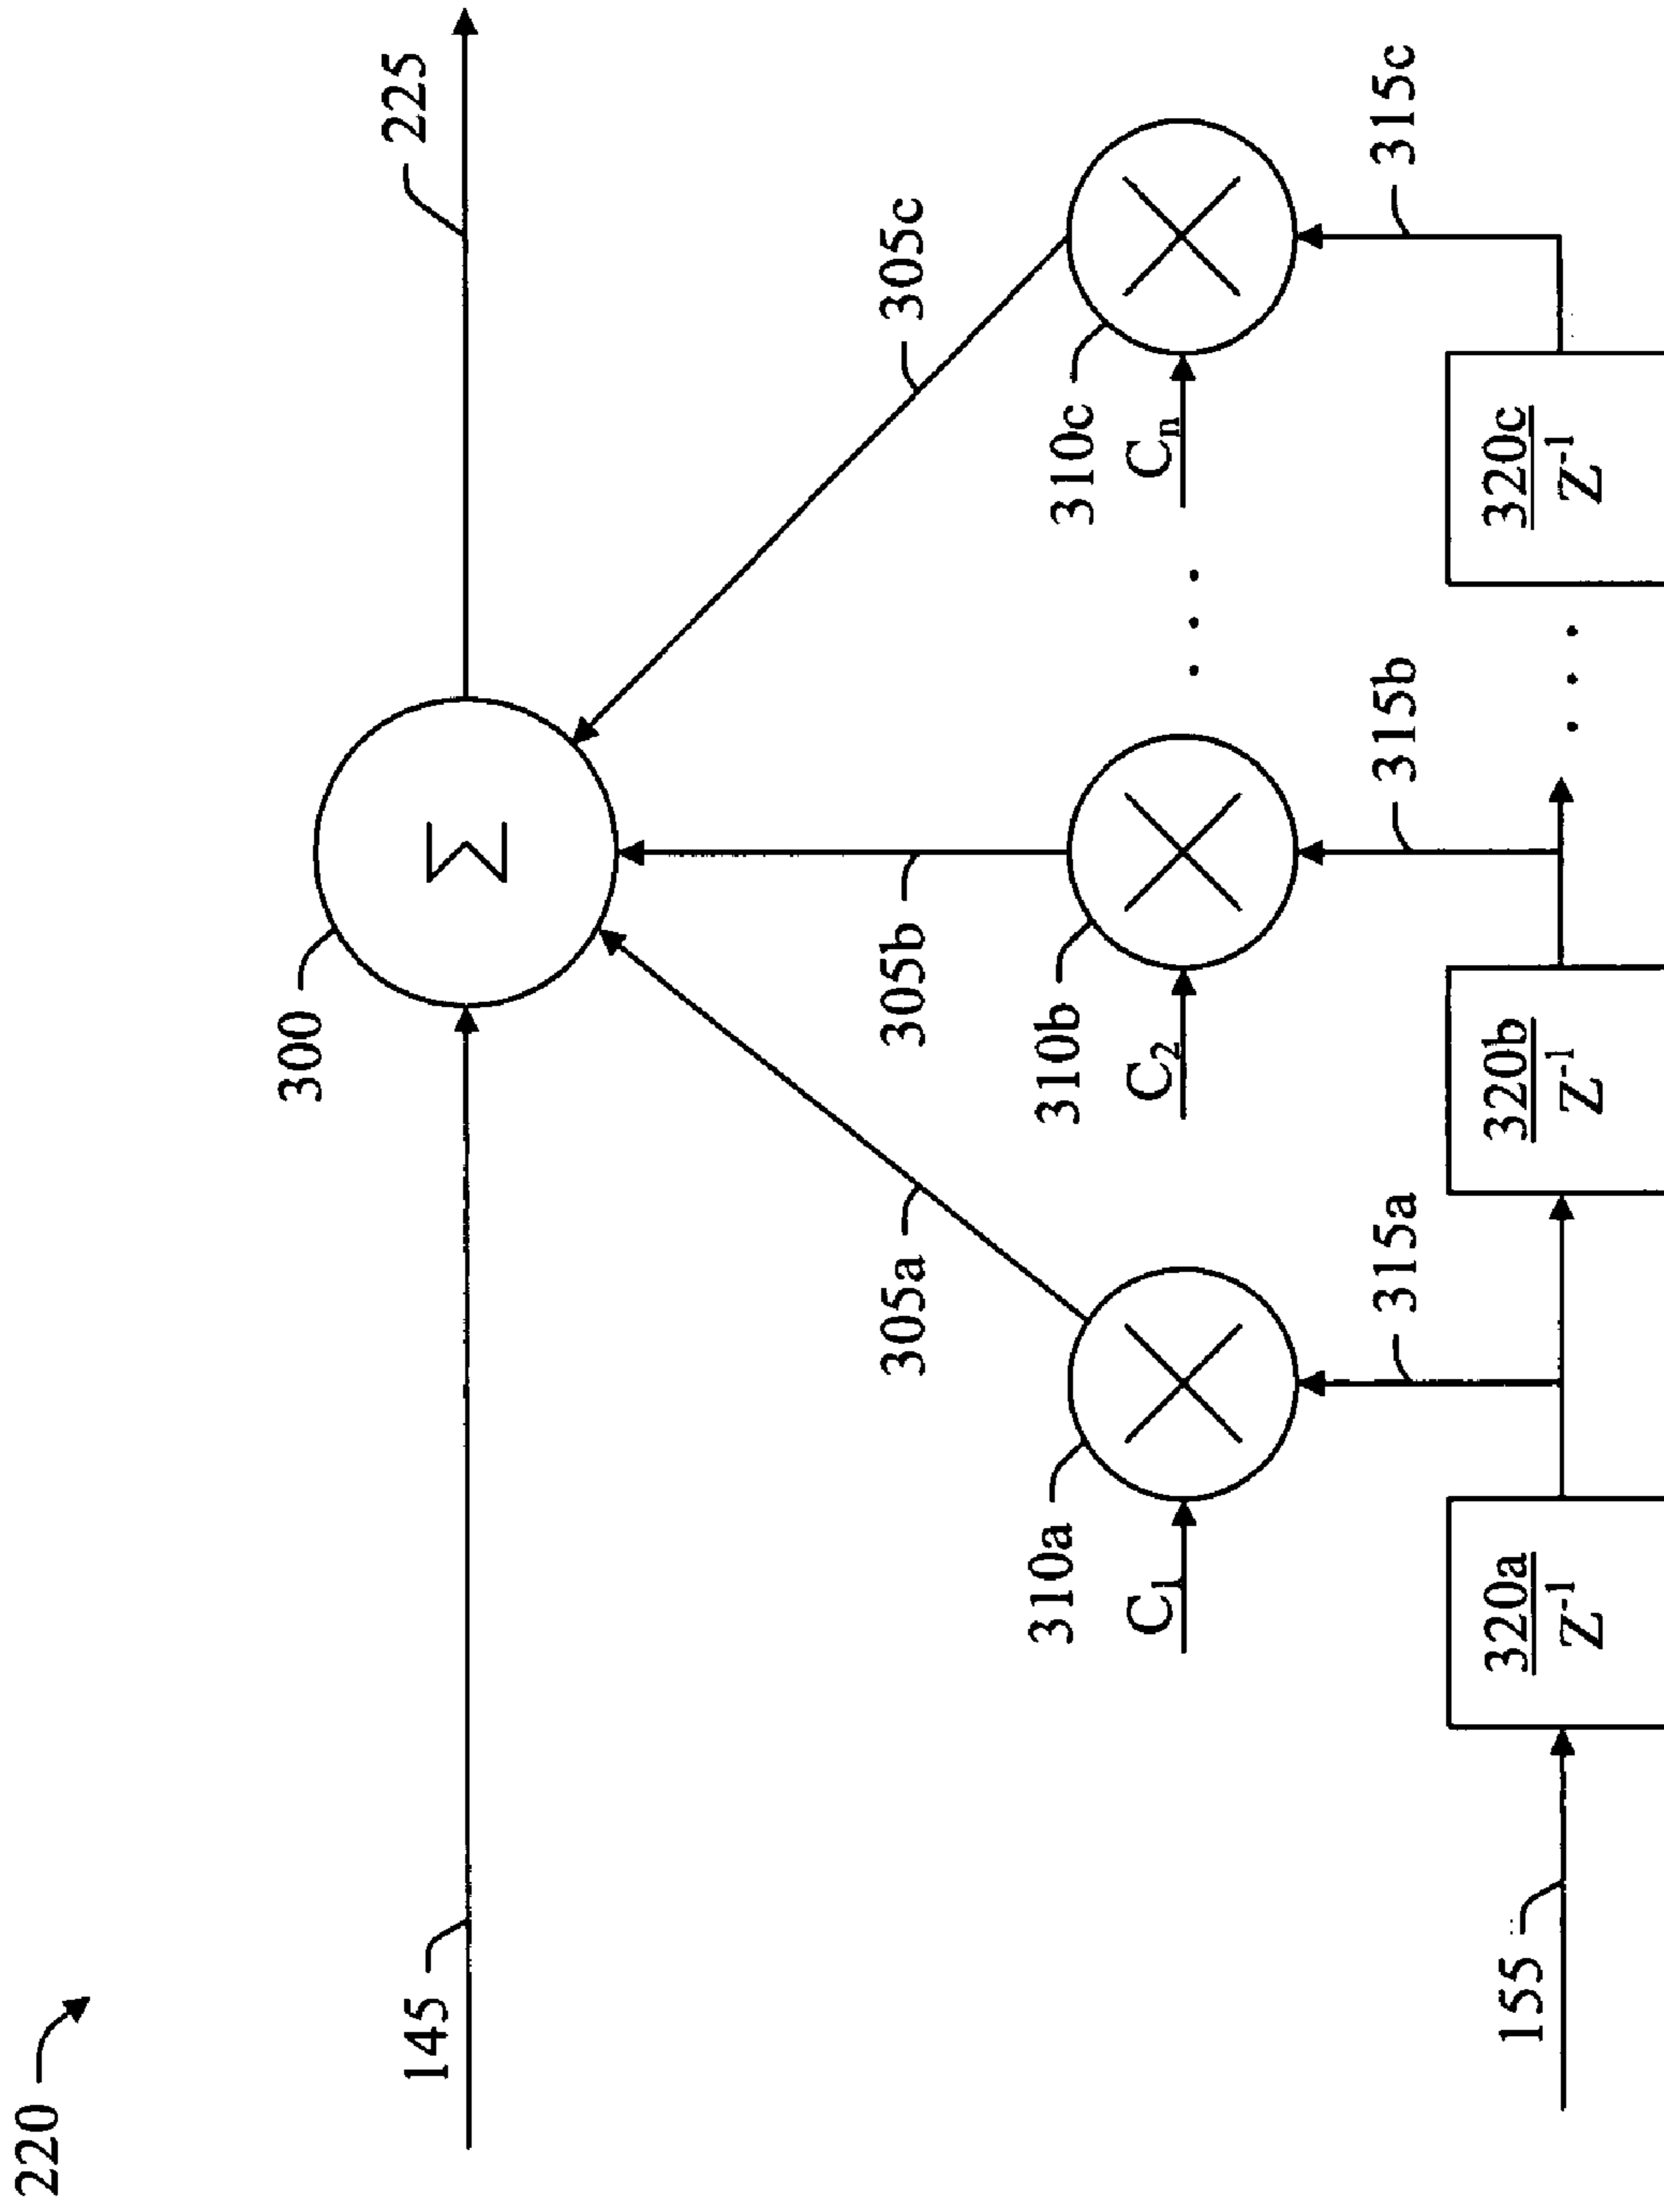 220
145
225
300
Σ
305a
305b
305c
310a
310b
310c
C₁
C₂
Cₙ
. . .
315a
315b
315c
155
320a
Z⁻¹
320b
Z⁻¹
. . .
320c
Z⁻¹